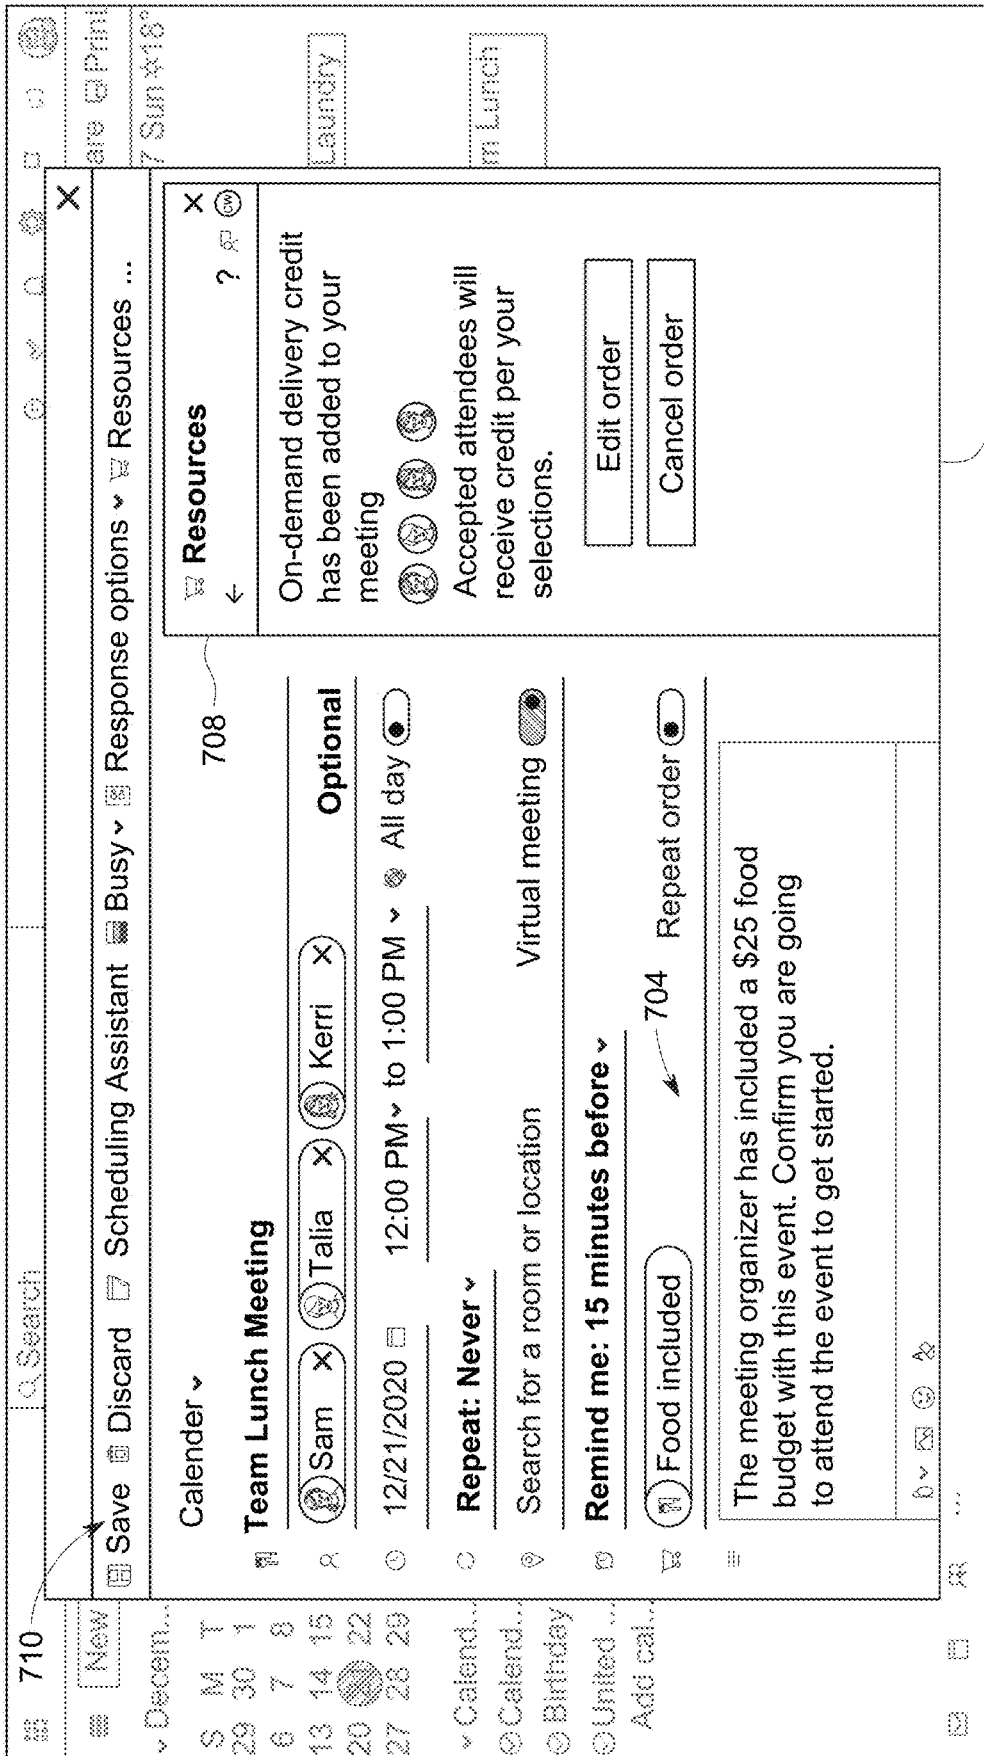 Search
710
New
are Print
Save Discard Scheduling Assistant Busy Response options Resources ...
Decem... 7 Sun 18°
S M T
29 30 1
6 7 8
13 14 15
20 22
27 28 29
Calend...
Calend...
Birthday
United ...
Add cal...
Calender
Team Lunch Meeting
Sam X Talia X Kerri X Optional
12/21/2020 12:00 PM to 1:00 PM All day
Repeat: Never
Search for a room or location Virtual meeting
Remind me: 15 minutes before
704
Food included Repeat order
The meeting organizer has included a $25 food
budget with this event. Confirm you are going
to attend the event to get started.
...
708
Resources X
← ? CW
On-demand delivery credit
has been added to your
meeting
Accepted attendees will
receive credit per your
selections.
Edit order
Cancel order
X
Laundry
m Lunch